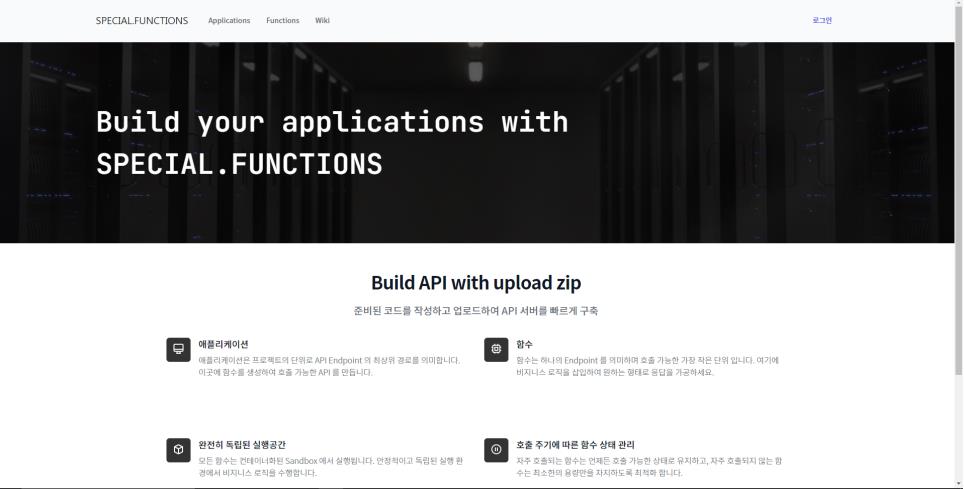 SPECIAL.FUNCTIONS Applications Functions Wiki 로그인
Build your applications with
SPECIAL.FUNCTIONS
Build API with upload zip
준비된 코드를 작성하고 업로드하여 API 서버를 빠르게 구축
애플리케이션
애플리케이션은 프로젝트의 단위로 API Endpoint 의 최상위 경로를 의미합니다.
이곳에 함수를 생성하여 호출 가능한 API 를 만듭니다.
함수
함수는 하나의 Endpoint 를 의미하며 호출 가능한 가장 작은 단위 입니다. 여기에
비지니스 로직을 삽입하여 원하는 형태로 응답을 가공하세요.
완전히 독립된 실행공간
모든 함수는 컨테이너화된 Sandbox 에서 실행됩니다. 안정적이고 독립된 실행 환
경에서 비지니스 로직을 수행합니다.
호출 주기에 따른 함수 상태 관리
자주 호출되는 함수는 언제든 호출 가능한 상태로 유지하고, 자주 호출되지 않는 함
수는 최소한의 용량만을 차지하도록 최적화 합니다.